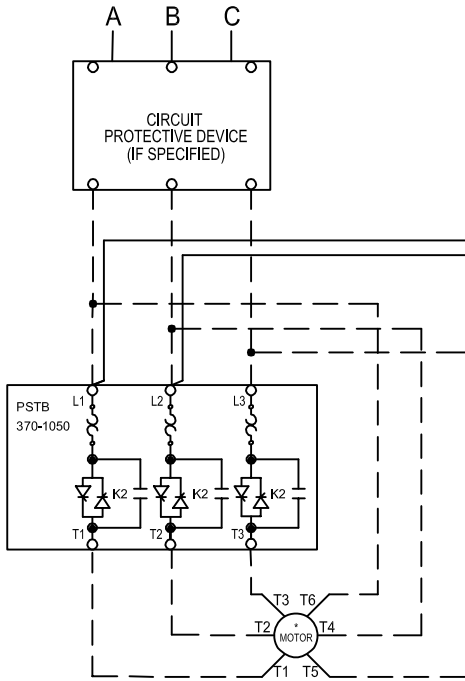 A B C
CIRCUIT
PROTECTIVE DEVICE
(IF SPECIFIED)
L1 L2 L3
PSTB
370-1050
K2 K2 K2
T1 T2 T3
T3 T6
T2 * T4
MOTOR
T1 T5